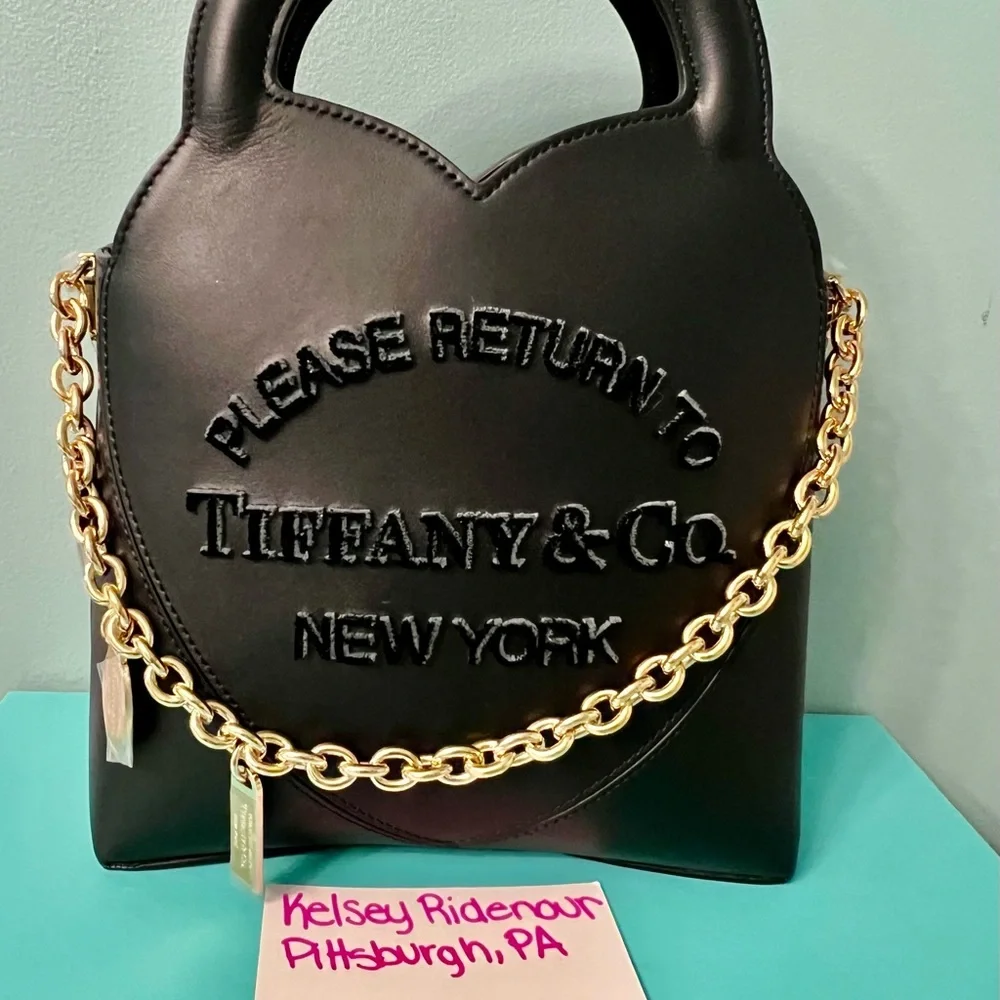 PLEASE RETURN TO
TIFFANY & CO.
NEW YORK
Kelsey Ridenour
Pittsburgh, PA